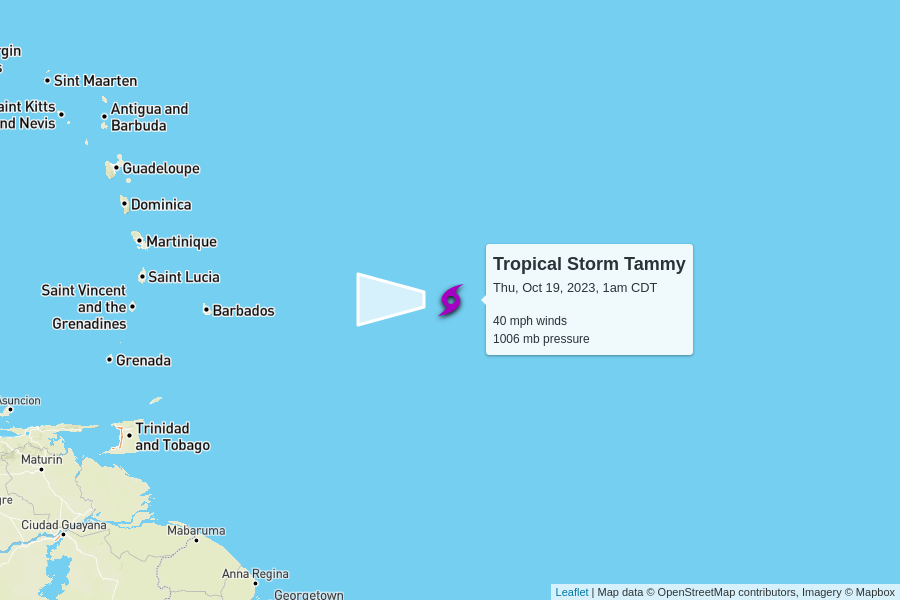 rgin
s
Sint Maarten
aint Kitts
nd Nevis
Antigua and
Barbuda
Guadeloupe
Dominica
Martinique
Saint Lucia
Saint Vincent
and the
Grenadines
Barbados
Grenada
Tropical Storm Tammy
Thu, Oct 19, 2023, 1am CDT
40 mph winds
1006 mb pressure
Asuncion
Trinidad
and Tobago
Maturin
gre
Ciudad Guayana
Mabaruma
Anna Regina
Georgetown
Leaflet | Map data © OpenStreetMap contributors, Imagery © Mapbox